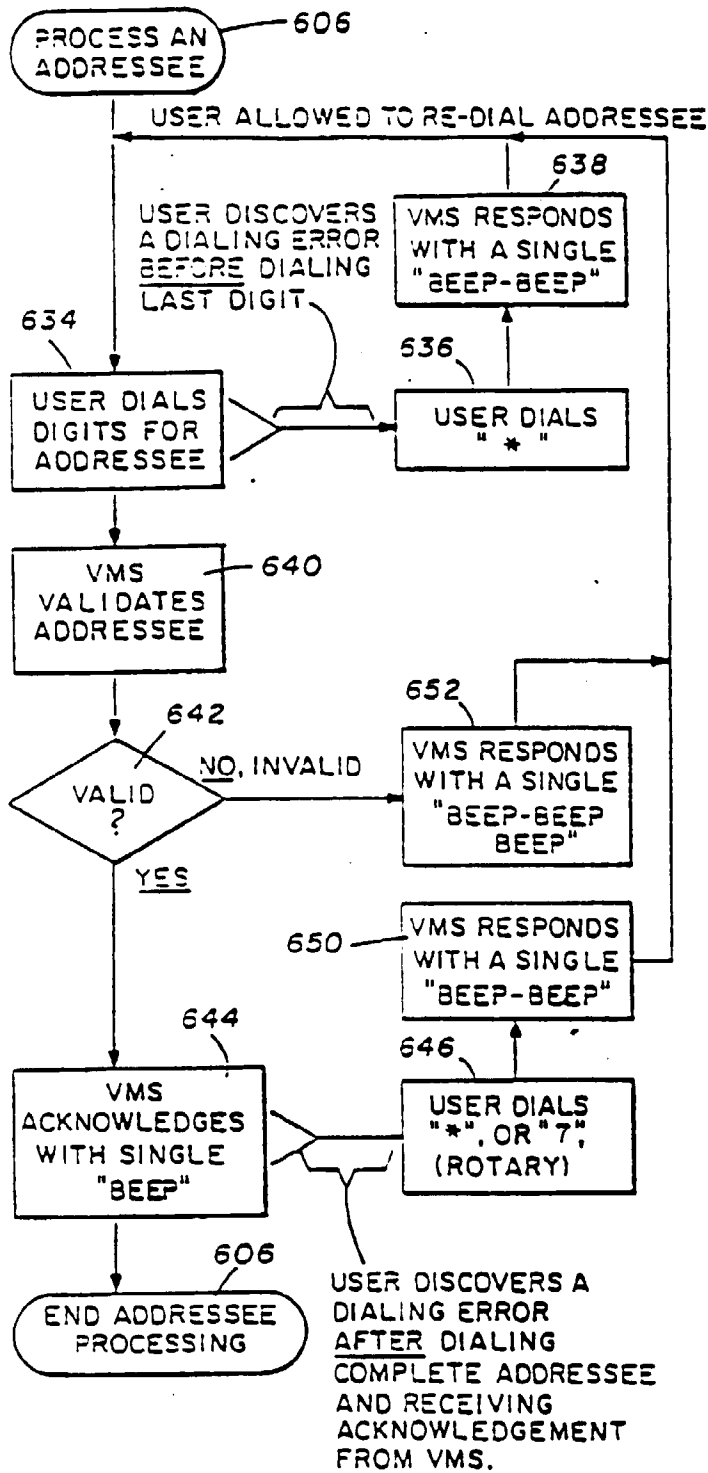 606
PROCESS AN
ADDRESSEE
USER ALLOWED TO RE-DIAL ADDRESSEE
638
USER DISCOVERS
A DIALING ERROR
BEFORE DIALING
LAST DIGIT
VMS RESPONDS
WITH A SINGLE
"BEEP-BEEP"
634
636
USER DIALS
DIGITS FOR
ADDRESSEE
USER DIALS
"*"
640
VMS
VALIDATES
ADDRESSEE
642
652
VALID
?
NO, INVALID
VMS RESPONDS
WITH A SINGLE
"BEEP-BEEP
BEEP"
YES
650
VMS RESPONDS
WITH A SINGLE
"BEEP-BEEP"
644
646
VMS
ACKNOWLEDGES
WITH SINGLE
"BEEP"
USER DIALS
"*", OR "7",
(ROTARY)
606
END ADDRESSEE
PROCESSING
USER DISCOVERS A
DIALING ERROR
AFTER DIALING
COMPLETE ADDRESSEE
AND RECEIVING
ACKNOWLEDGEMENT
FROM VMS.